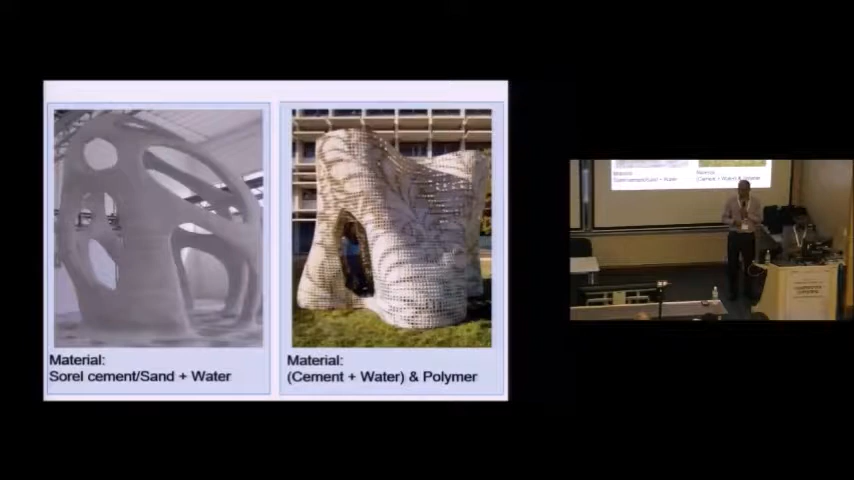 Material:
Sorel cement/Sand + Water
Material:
(Cement + Water) & Polymer